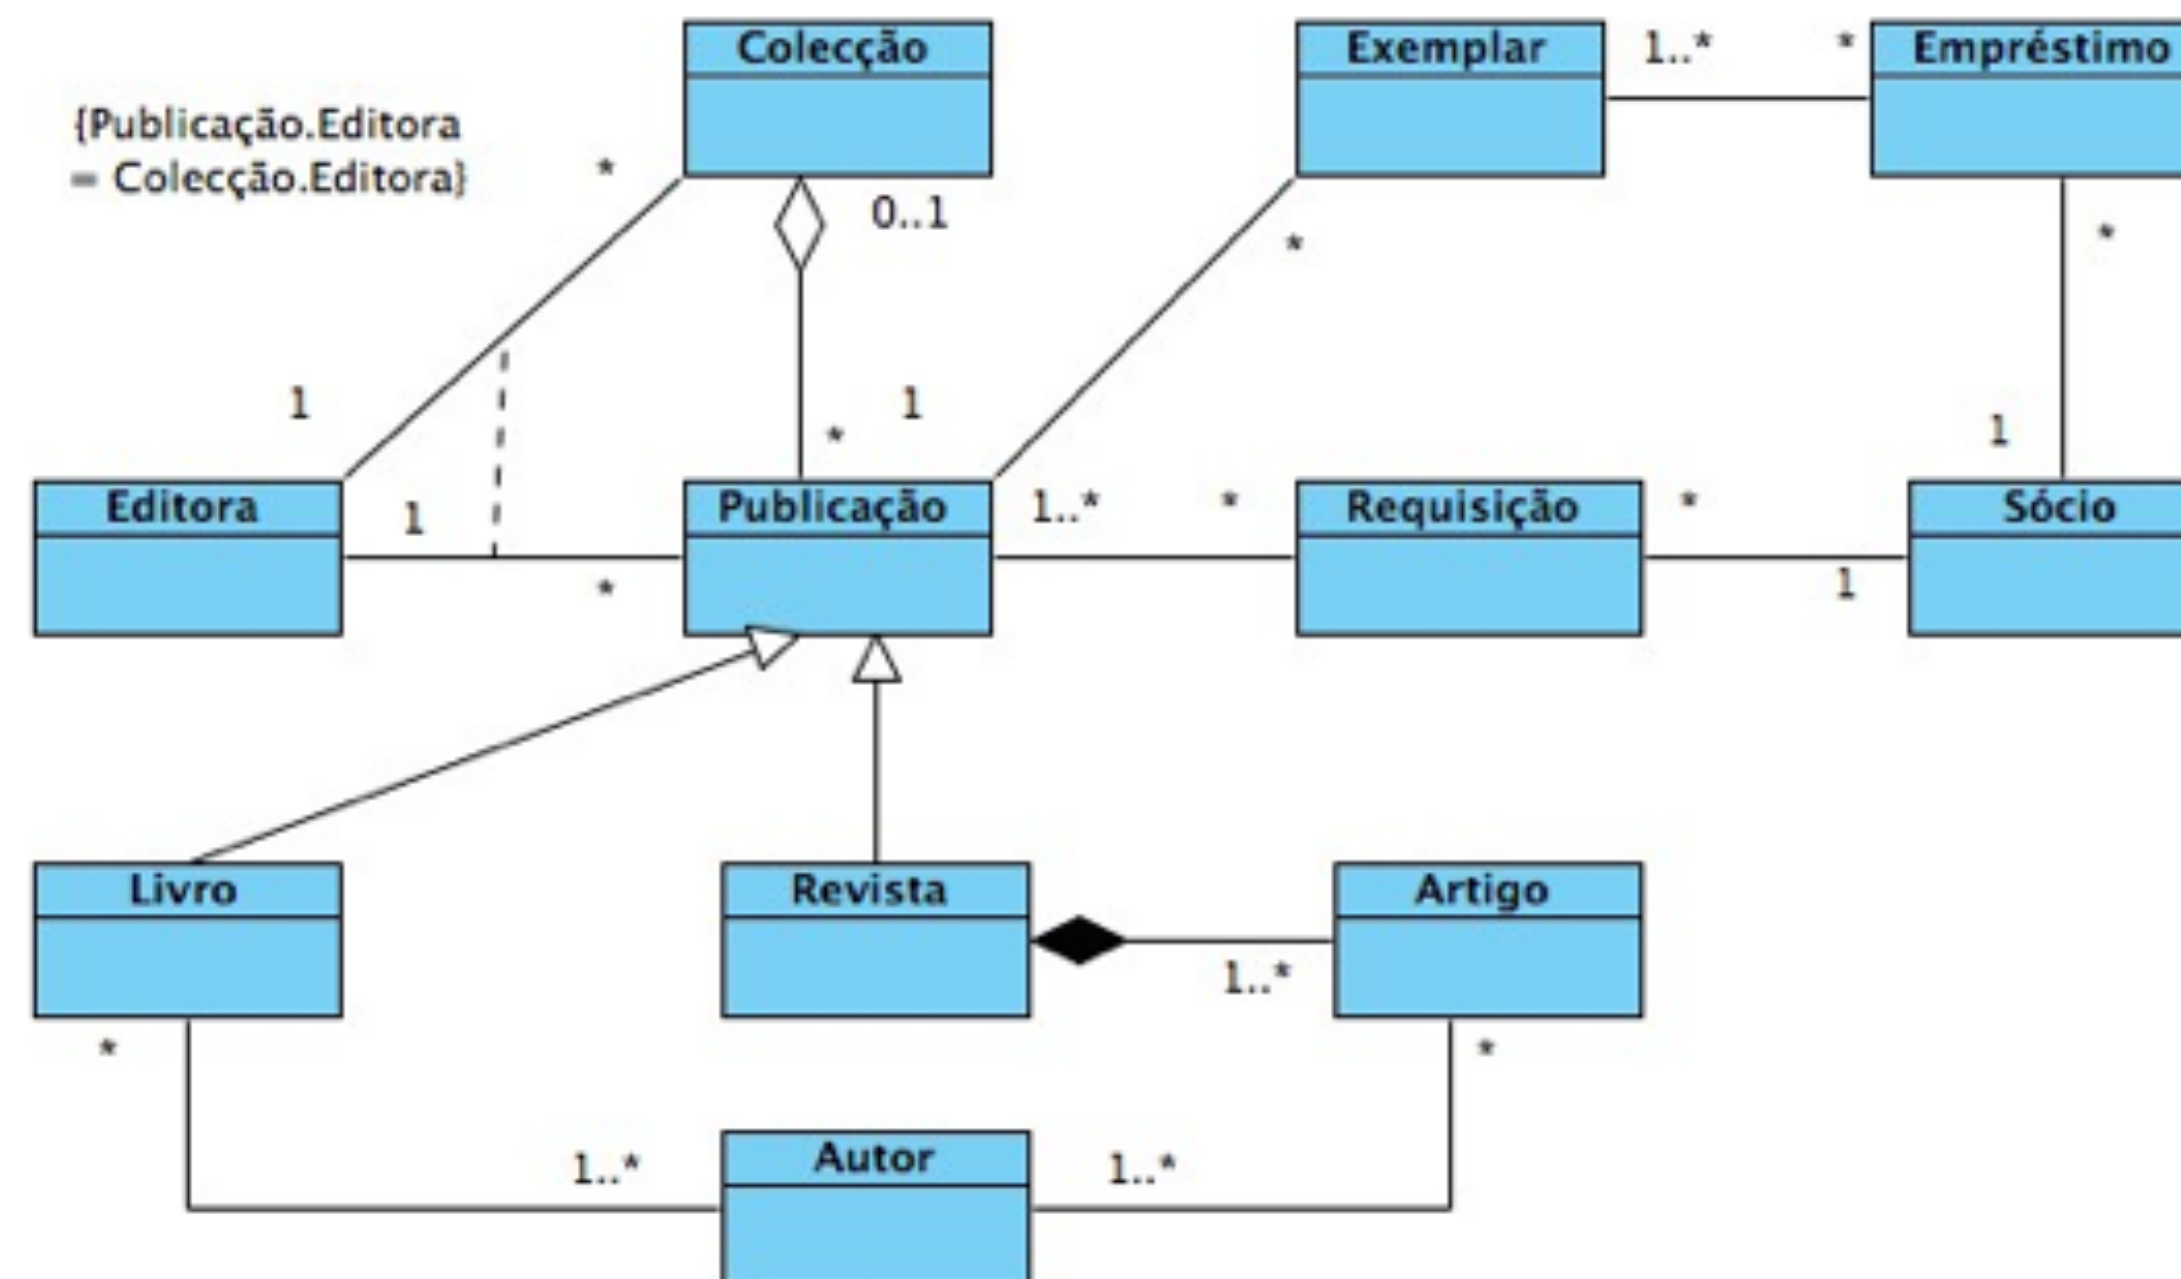 Colecção
Exemplar
1..*
*
Empréstimo
{Publicação.Editora
= Colecção.Editora}
*
0..1
*
*
1
*
1
1
Editora
1
*
Publicação
1..*
*
Requisição
*
1
Sócio
Livro
Revista
1..*
Artigo
*
*
1..*
Autor
1..*